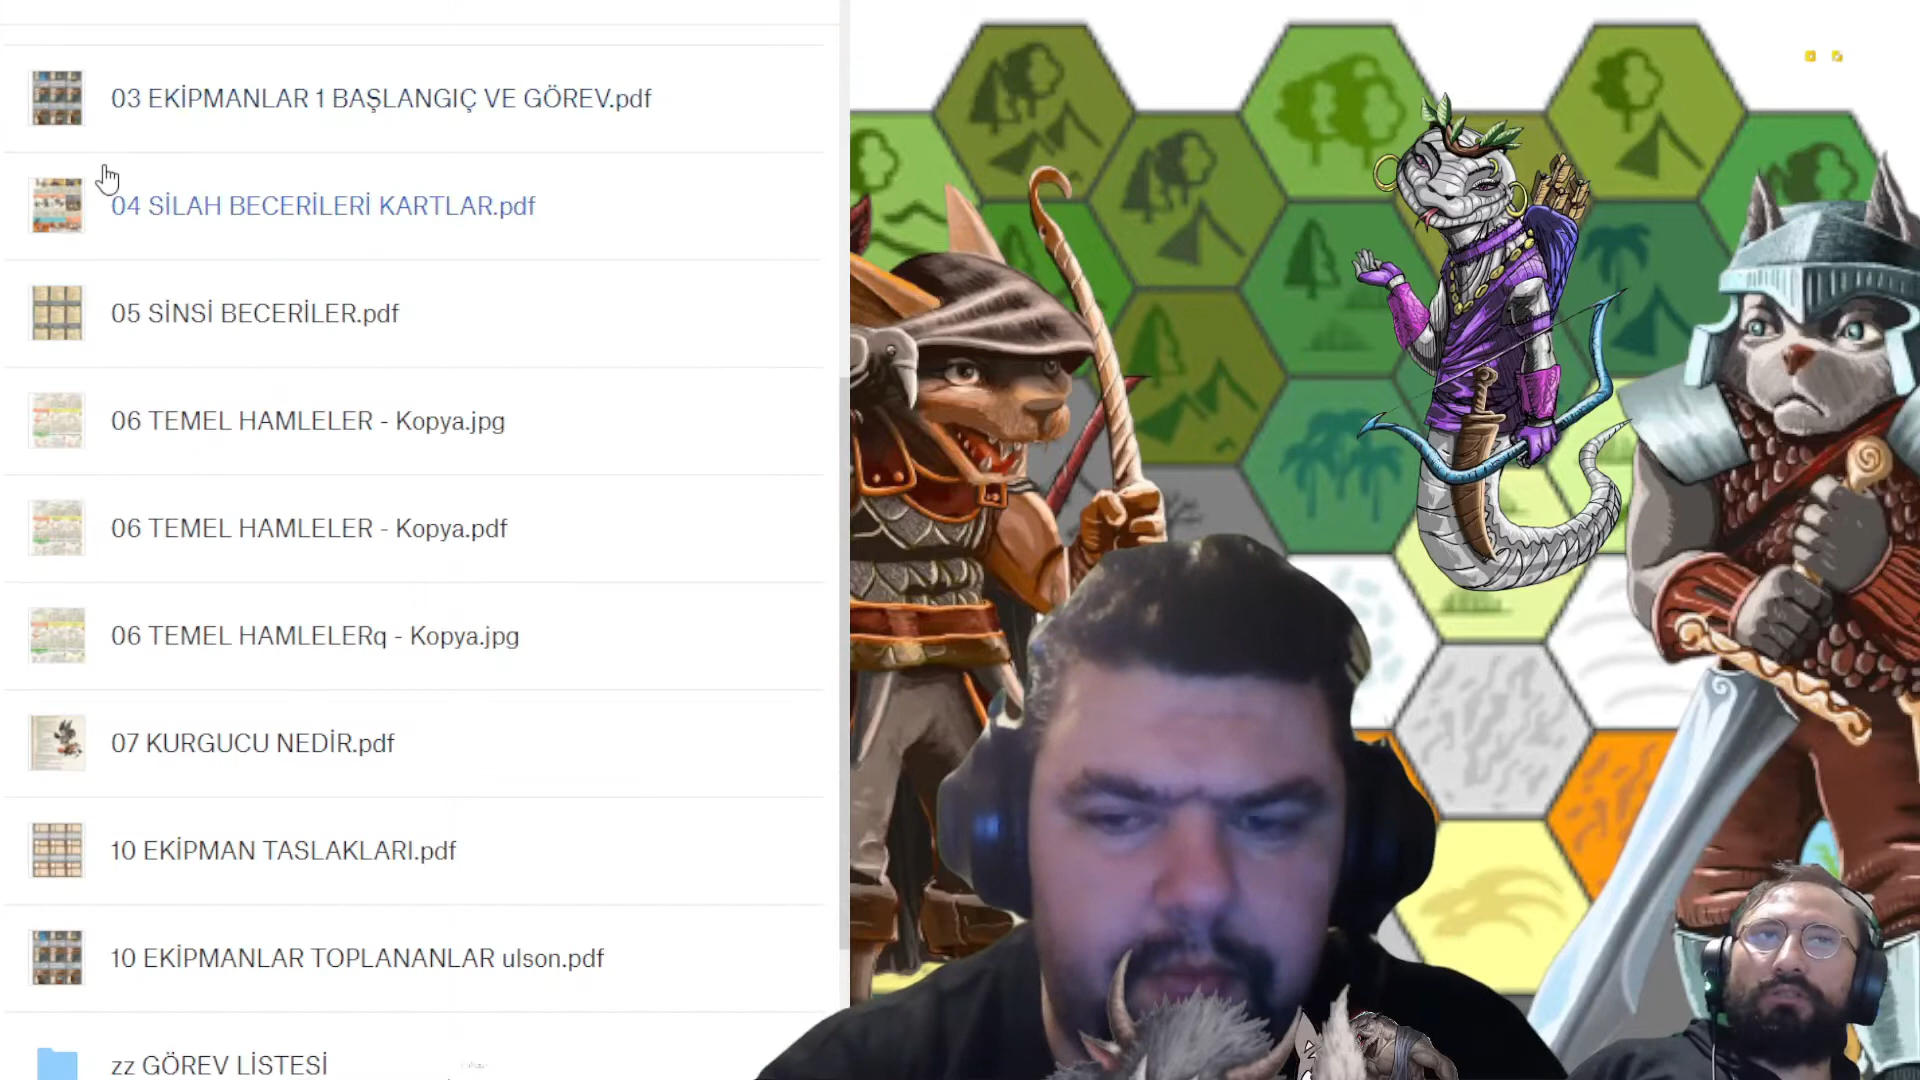 03 EKİPMANLAR 1 BAŞLANGIÇ VE GÖREV.pdf
04 SİLAH BECERİLERİ KARTLAR.pdf
05 SİNSİ BECERİLER.pdf
06 TEMEL HAMLELER - Kopya.jpg
06 TEMEL HAMLELER - Kopya.pdf
06 TEMEL HAMLELERq - Kopya.jpg
07 KURGUCU NEDİR.pdf
10 EKİPMAN TASLAKLARI.pdf
10 EKİPMANLAR TOPLANANLAR ulson.pdf
zz GÖREV LİSTESİ